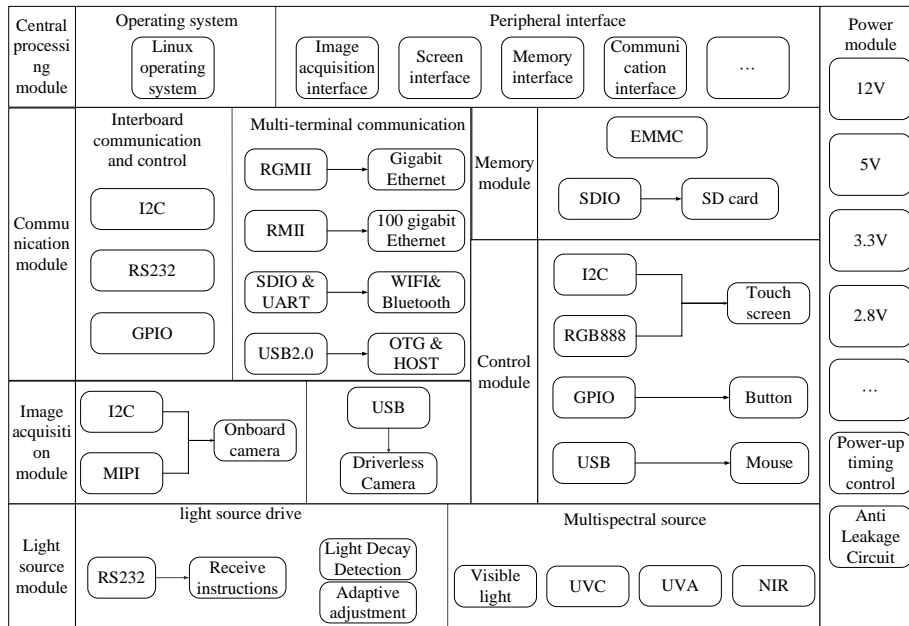 Central
processi
ng
module
Operating system
Linux
operating
system
Peripheral interface
Image
acquisition
interface
Screen
interface
Memory
interface
Communi
cation
interface
…
Power
module
12V
5V
3.3V
2.8V
…
Power-up
timing
control
Anti
Leakage
Circuit
Commu
nication
module
Interboard
communication
and control
I2C
RS232
GPIO
Multi-terminal communication
RGMII
Gigabit
Ethernet
RMII
100 gigabit
Ethernet
SDIO &
UART
WIFI&
Bluetooth
USB2.0
OTG &
HOST
Memory
module
EMMC
SDIO
SD card
Control
module
I2C
RGB888
Touch
screen
GPIO
Button
USB
Mouse
Image
acquisiti
on
module
I2C
MIPI
Onboard
camera
USB
Driverless
Camera
Light
source
module
light source drive
RS232
Receive
instructions
Light Decay
Detection
Adaptive
adjustment
Multispectral source
Visible
light
UVC
UVA
NIR